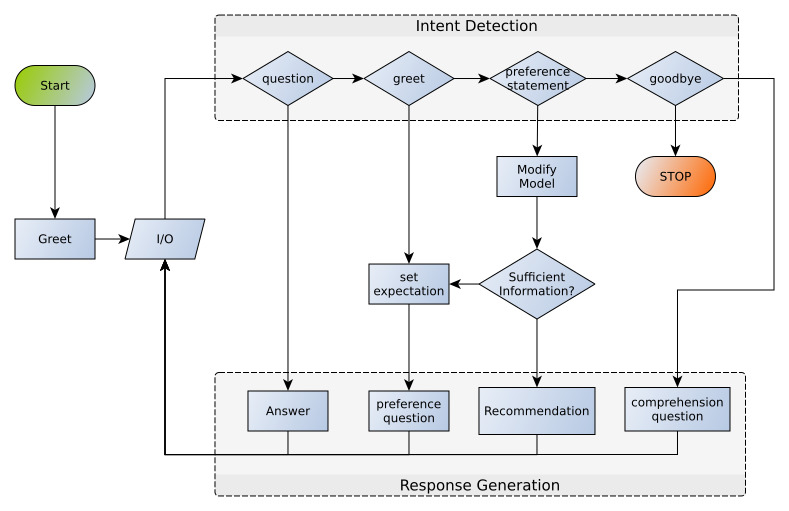 Intent Detection
Start
question
greet
preference
statement
goodbye
Modify
Model
STOP
Greet
I/O
set
expectation
Sufficient
Information?
Answer
preference
question
Recommendation
comprehension
question
Response Generation